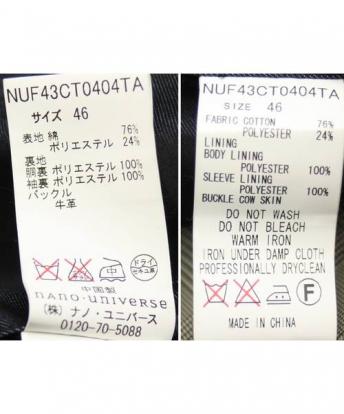 NUF43CT0404TA
サイズ 46
表地 綿 76%
ポリエステル 24%
裏地
胴裏 ポリエステル 100%
袖裏 ポリエステル 100%
バックル
牛革
ドライ
中国製
nano·universe
(株) ナノ・ユニバース
0120-70-5088
NUF43CT0404TA
SIZE 46
FABRIC COTTON 76%
POLYESTER 24%
LINING
BODY LINING
POLYESTER 100%
SLEEVE LINING
POLYESTER 100%
BUCKLE COW SKIN
DO NOT WASH
DO NOT BLEACH
WARM IRON
IRON UNDER DAMP CLOTH
PROFESSIONALLY DRYCLEAN
F
MADE IN CHINA